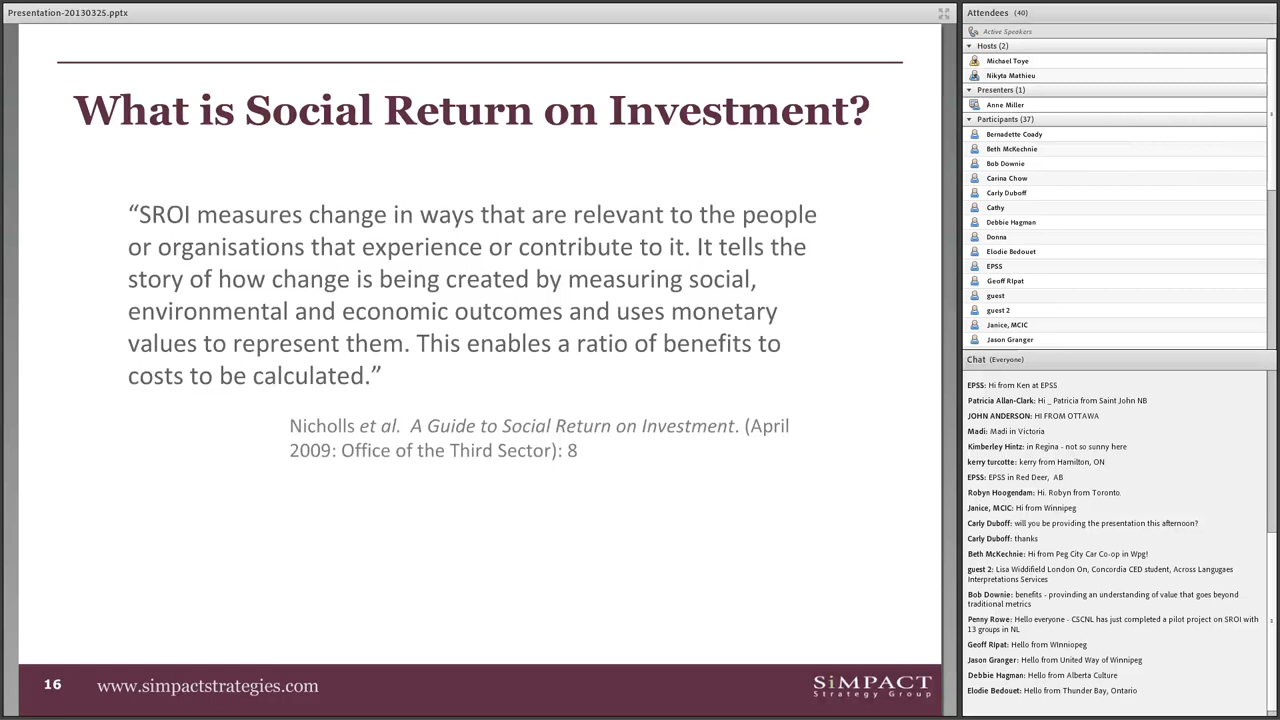 Presentation-20130325.pptx
What is Social Return on Investment?
“SROI measures change in ways that are relevant to the people
or organisations that experience or contribute to it. It tells the
story of how change is being created by measuring social,
environmental and economic outcomes and uses monetary
values to represent them. This enables a ratio of benefits to
costs to be calculated.”
Nicholls et al. A Guide to Social Return on Investment. (April
2009: Office of the Third Sector): 8
16
www.simpactstrategies.com
SiMPACT
Strategy Group
Attendees (40)
Active Speakers
Hosts (2)
Michael Toye
Nikyta Mathieu
Presenters (1)
Anne Miller
Participants (37)
Bernadette Coady
Beth McKechnie
Bob Downie
Carina Chow
Carly Duboff
Cathy
Debbie Hagman
Donna
Elodie Bedouet
EPSS
Geoff RIpat
guest
guest 2
Janice, MCIC
Jason Granger
Chat (Everyone)
EPSS: Hi from Ken at EPSS
Patricia Allan-Clark: Hi _ Patricia from Saint John NB
JOHN ANDERSON: HI FROM OTTAWA
Madi: Madi in Victoria
Kimberley Hintz: in Regina - not so sunny here
kerry turcotte: kerry from Hamilton, ON
EPSS: EPSS in Red Deer, AB
Robyn Hoogendam: Hi. Robyn from Toronto.
Janice, MCIC: Hi from Winnipeg
Carly Duboff: will you be providing the presentation this afternoon?
Carly Duboff: thanks
Beth McKechnie: Hi from Peg City Car Co-op in Wpg!
guest 2: Lisa Widdifield London On, Concordia CED student, Across Langugaes
Interpretations Services
Bob Downie: benefits - provinding an understanding of value that goes beyond
traditional metrics
Penny Rowe: Hello everyone - CSCNL has just completed a pilot project on SROI with
13 groups in NL
Geoff RIpat: Hello from WInniopeg
Jason Granger: Hello from United Way of Winnipeg
Debbie Hagman: Hello from Alberta Culture
Elodie Bedouet: Hello from Thunder Bay, Ontario